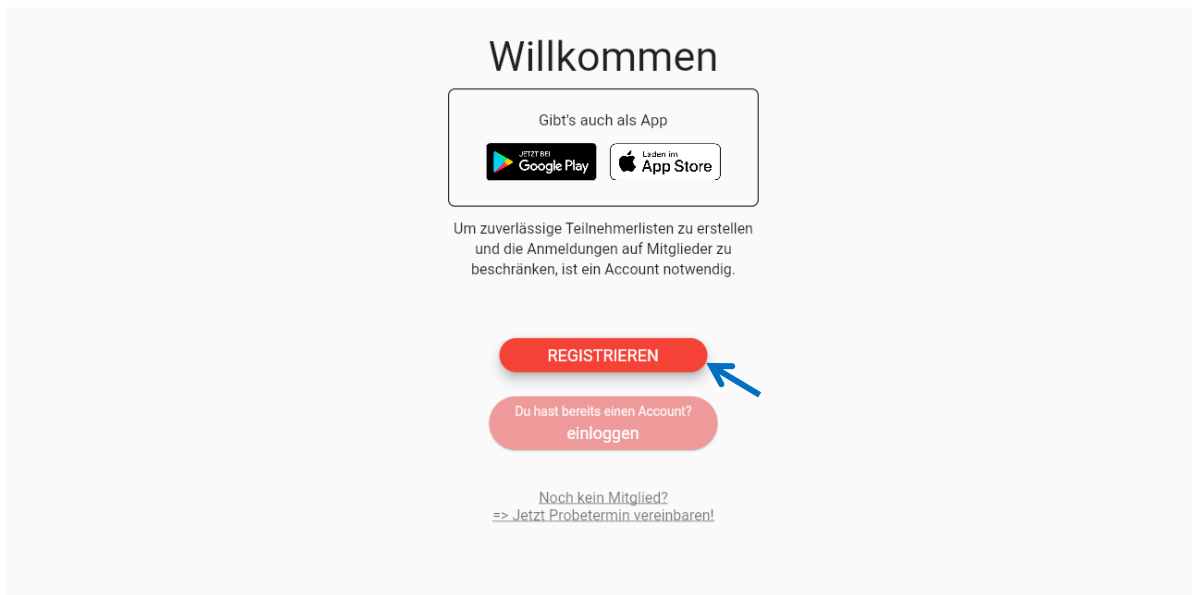 Willkommen
Gibt's auch als App
JETZT BEI
Google Play
Laden im
App Store
Um zuverlässige Teilnehmerlisten zu erstellen
und die Anmeldungen auf Mitglieder zu
beschränken, ist ein Account notwendig.
REGISTRIEREN
Du hast bereits einen Account?
einloggen
Noch kein Mitglied?
=> Jetzt Probetermin vereinbaren!